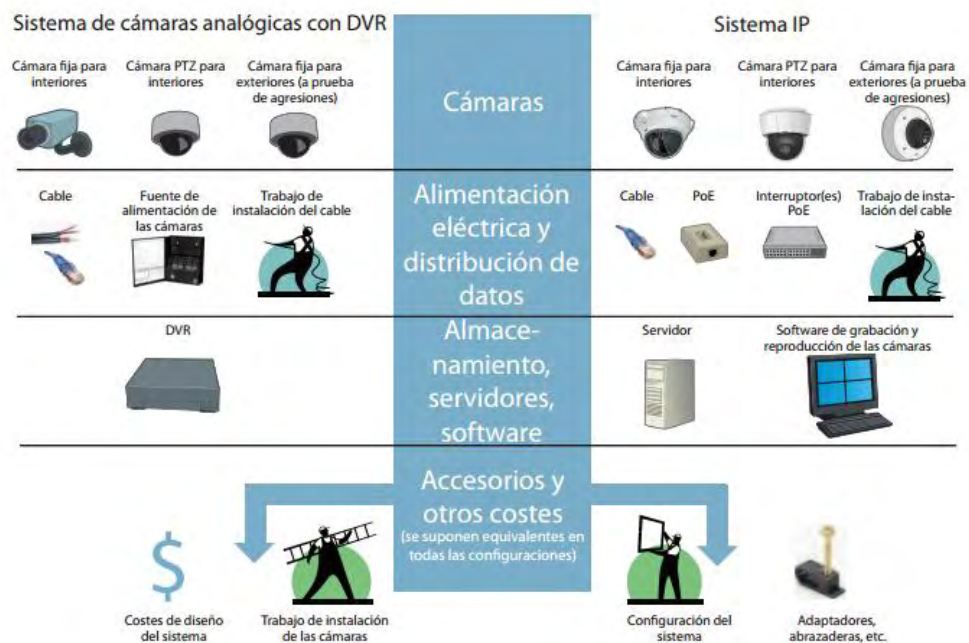 Sistema de cámaras analógicas con DVR
Sistema IP
Cámara fija para
interiores
Cámara PTZ para
interiores
Cámara fija para
exteriores (a prueba
de agresiones)
Cámaras
Cámara fija para
interiores
Cámara PTZ para
interiores
Cámara fija para
exteriores (a prueba
de agresiones)
Cable
Fuente de
alimentación de
las cámaras
Trabajo de
instalación del cable
Alimentación
eléctrica y
distribución de
datos
Cable
PoE
Interruptor(es)
PoE
Trabajo de insta-
lación del cable
DVR
Almace-
namiento,
servidores,
software
Servidor
Software de grabación y
reproducción de las cámaras
Accesorios y
otros costes
(se suponen equivalentes en
todas las configuraciones)
$
Costes de diseño
del sistema
Trabajo de instalación
de las cámaras
Configuración del
sistema
Adaptadores,
abrazaderas, etc.